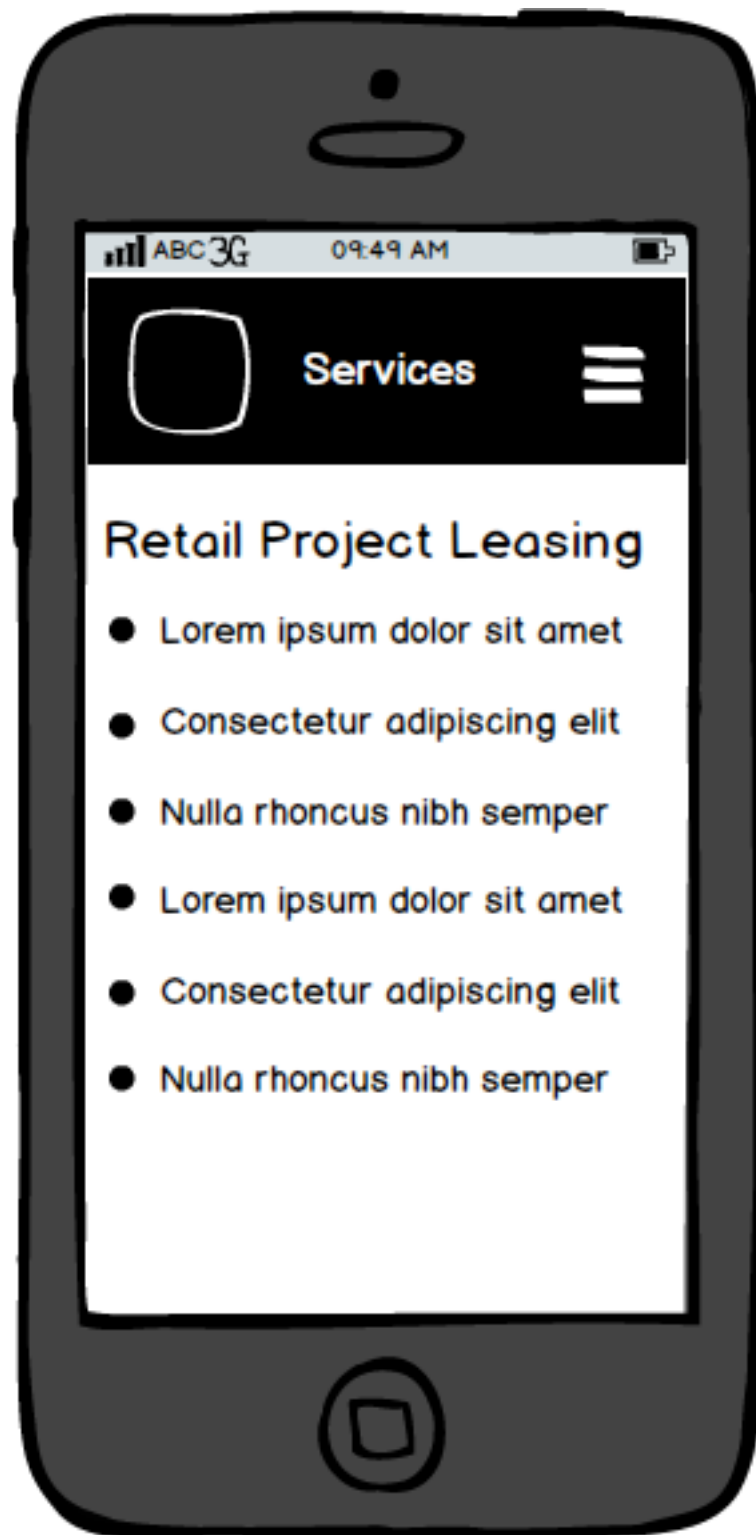 ABC 3G 09:49 AM
Services
Retail Project Leasing
Lorem ipsum dolor sit amet
Consectetur adipiscing elit
Nulla rhoncus nibh semper
Lorem ipsum dolor sit amet
Consectetur adipiscing elit
Nulla rhoncus nibh semper